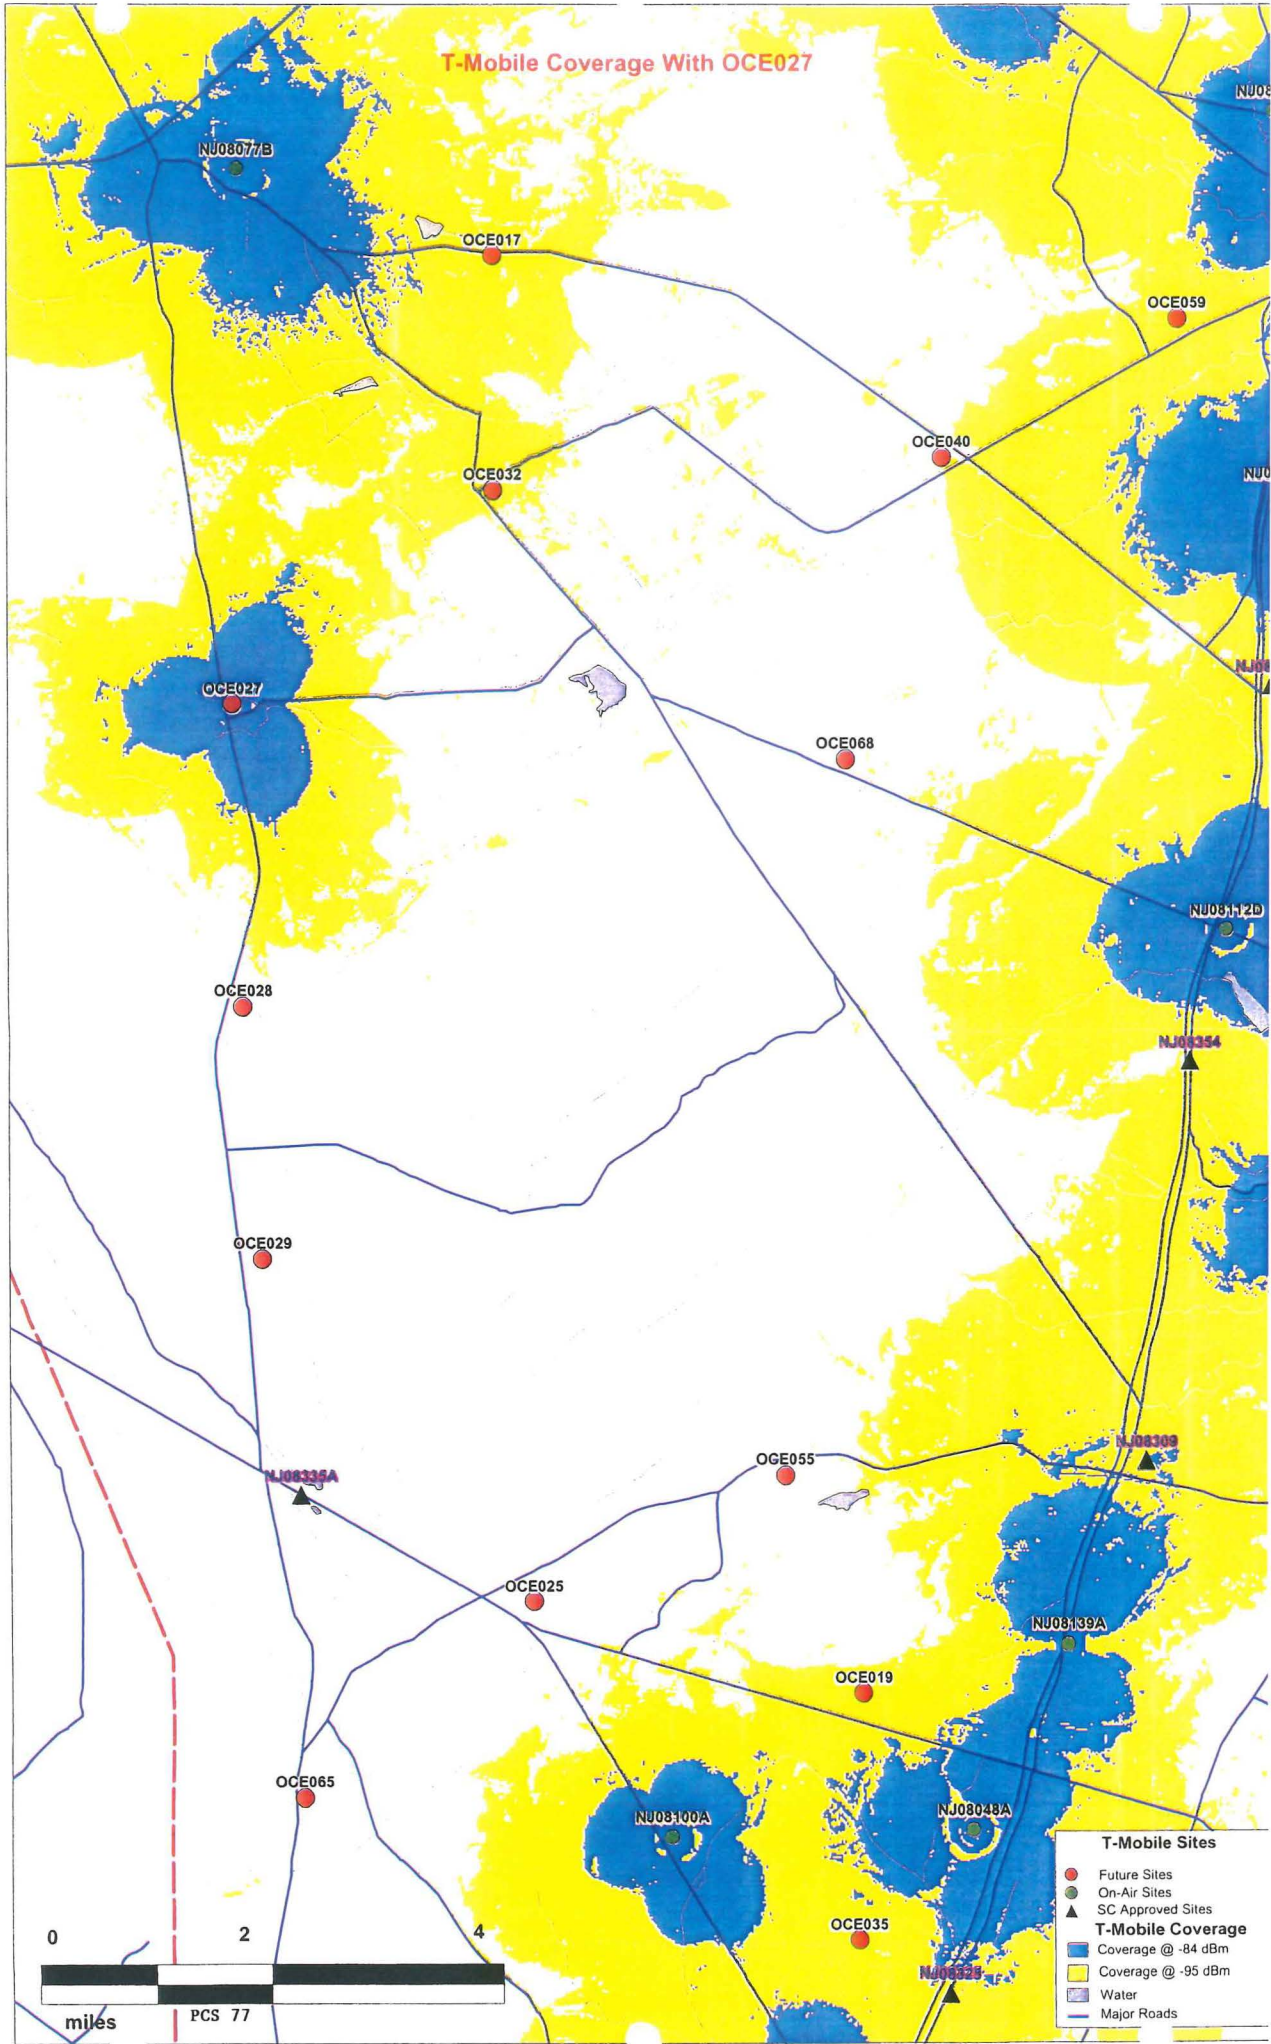 T-Mobile Coverage With OCE027
NJ08077B
OCE017
OCE059
OCE040
OCE032
OCE027
OCE068
NJ08112D
OCE028
NJ08354
OCE029
NJ08309
OGE055
NJ08335A
OCE025
NJ08139A
OCE019
OCE065
NJ08100A
NJ08048A
OCE035
NJ08325
T-Mobile Sites
Future Sites
On-Air Sites
SC Approved Sites
T-Mobile Coverage
Coverage @ -84 dBm
Coverage @ -95 dBm
Water
Major Roads
0 2 4
miles
PCS 77